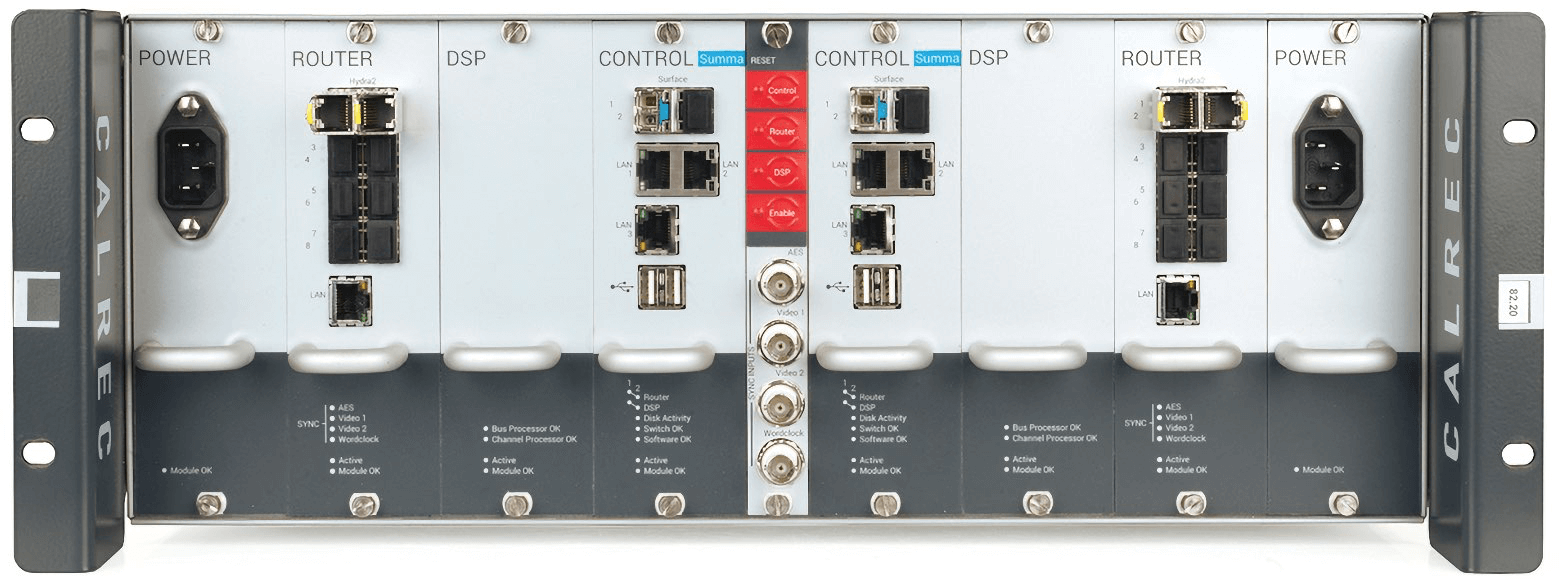 CALREC
POWER
Module OK
ROUTER
Hydra2
3
4
5
6
7
8
LAN
SYNC
AES
Video 1
Video 2
Wordclock
Active
Module OK
DSP
Bus Processor OK
Channel Processor OK
Active
Module OK
CONTROL Summa
Surface
1
2
LAN 1
LAN 2
LAN 3
1 2
Router
DSP
Disk Activity
Switch OK
Software OK
Active
Module OK
RESET
Control
Router
DSP
Enable
SYNC INPUTS
AES
Video 1
Video 2
Wordclock
CONTROL Summa
Surface
1
2
LAN 1
LAN 2
LAN 3
1 2
Router
DSP
Disk Activity
Switch OK
Software OK
Active
Module OK
DSP
Bus Processor OK
Channel Processor OK
Active
Module OK
ROUTER
Hydra2
1
2
3
4
5
6
7
8
LAN
SYNC
AES
Video 1
Video 2
Wordclock
Active
Module OK
POWER
Module OK
CALREC
82.20